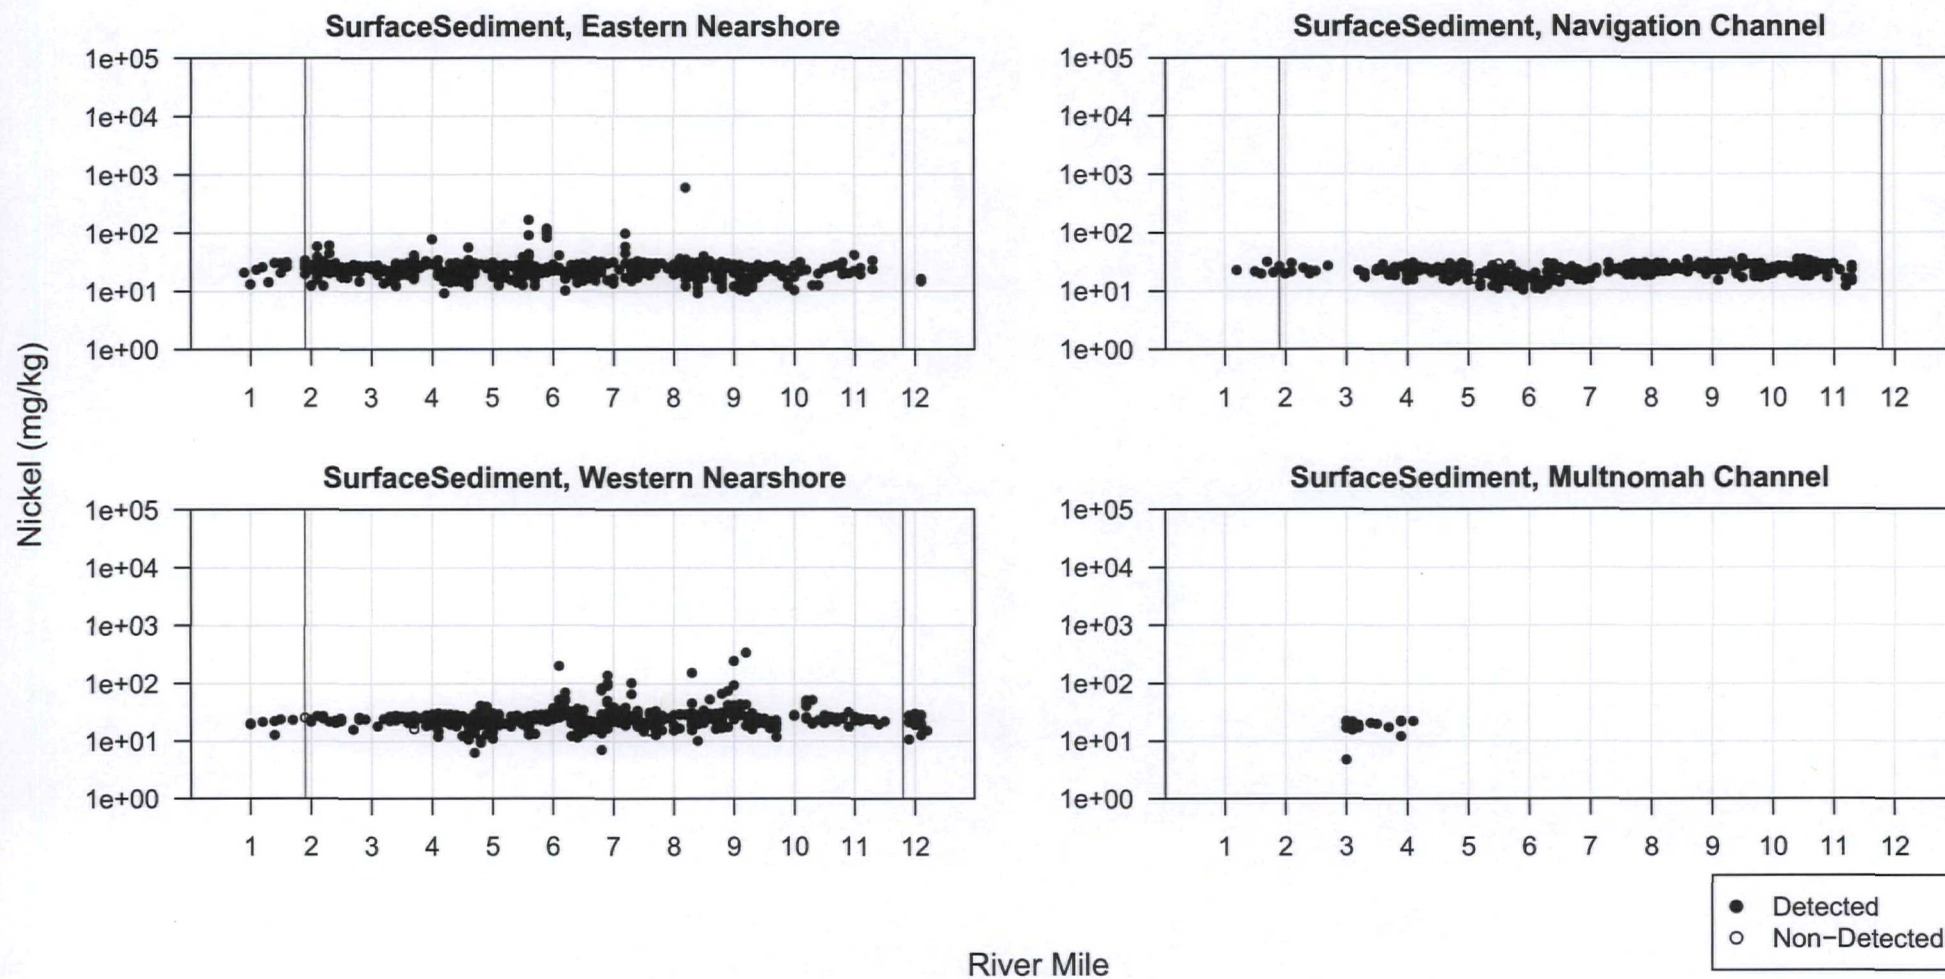 SurfaceSediment, Eastern Nearshore
1e+05
1e+04
1e+03
1e+02
1e+01
1e+00
1 2 3 4 5 6 7 8 9 10 11 12
SurfaceSediment, Navigation Channel
1e+05
1e+04
1e+03
1e+02
1e+01
1e+00
1 2 3 4 5 6 7 8 9 10 11 12
Nickel (mg/kg)
SurfaceSediment, Western Nearshore
1e+05
1e+04
1e+03
1e+02
1e+01
1e+00
1 2 3 4 5 6 7 8 9 10 11 12
SurfaceSediment, Multnomah Channel
1e+05
1e+04
1e+03
1e+02
1e+01
1e+00
1 2 3 4 5 6 7 8 9 10 11 12
Detected
Non−Detected
River Mile